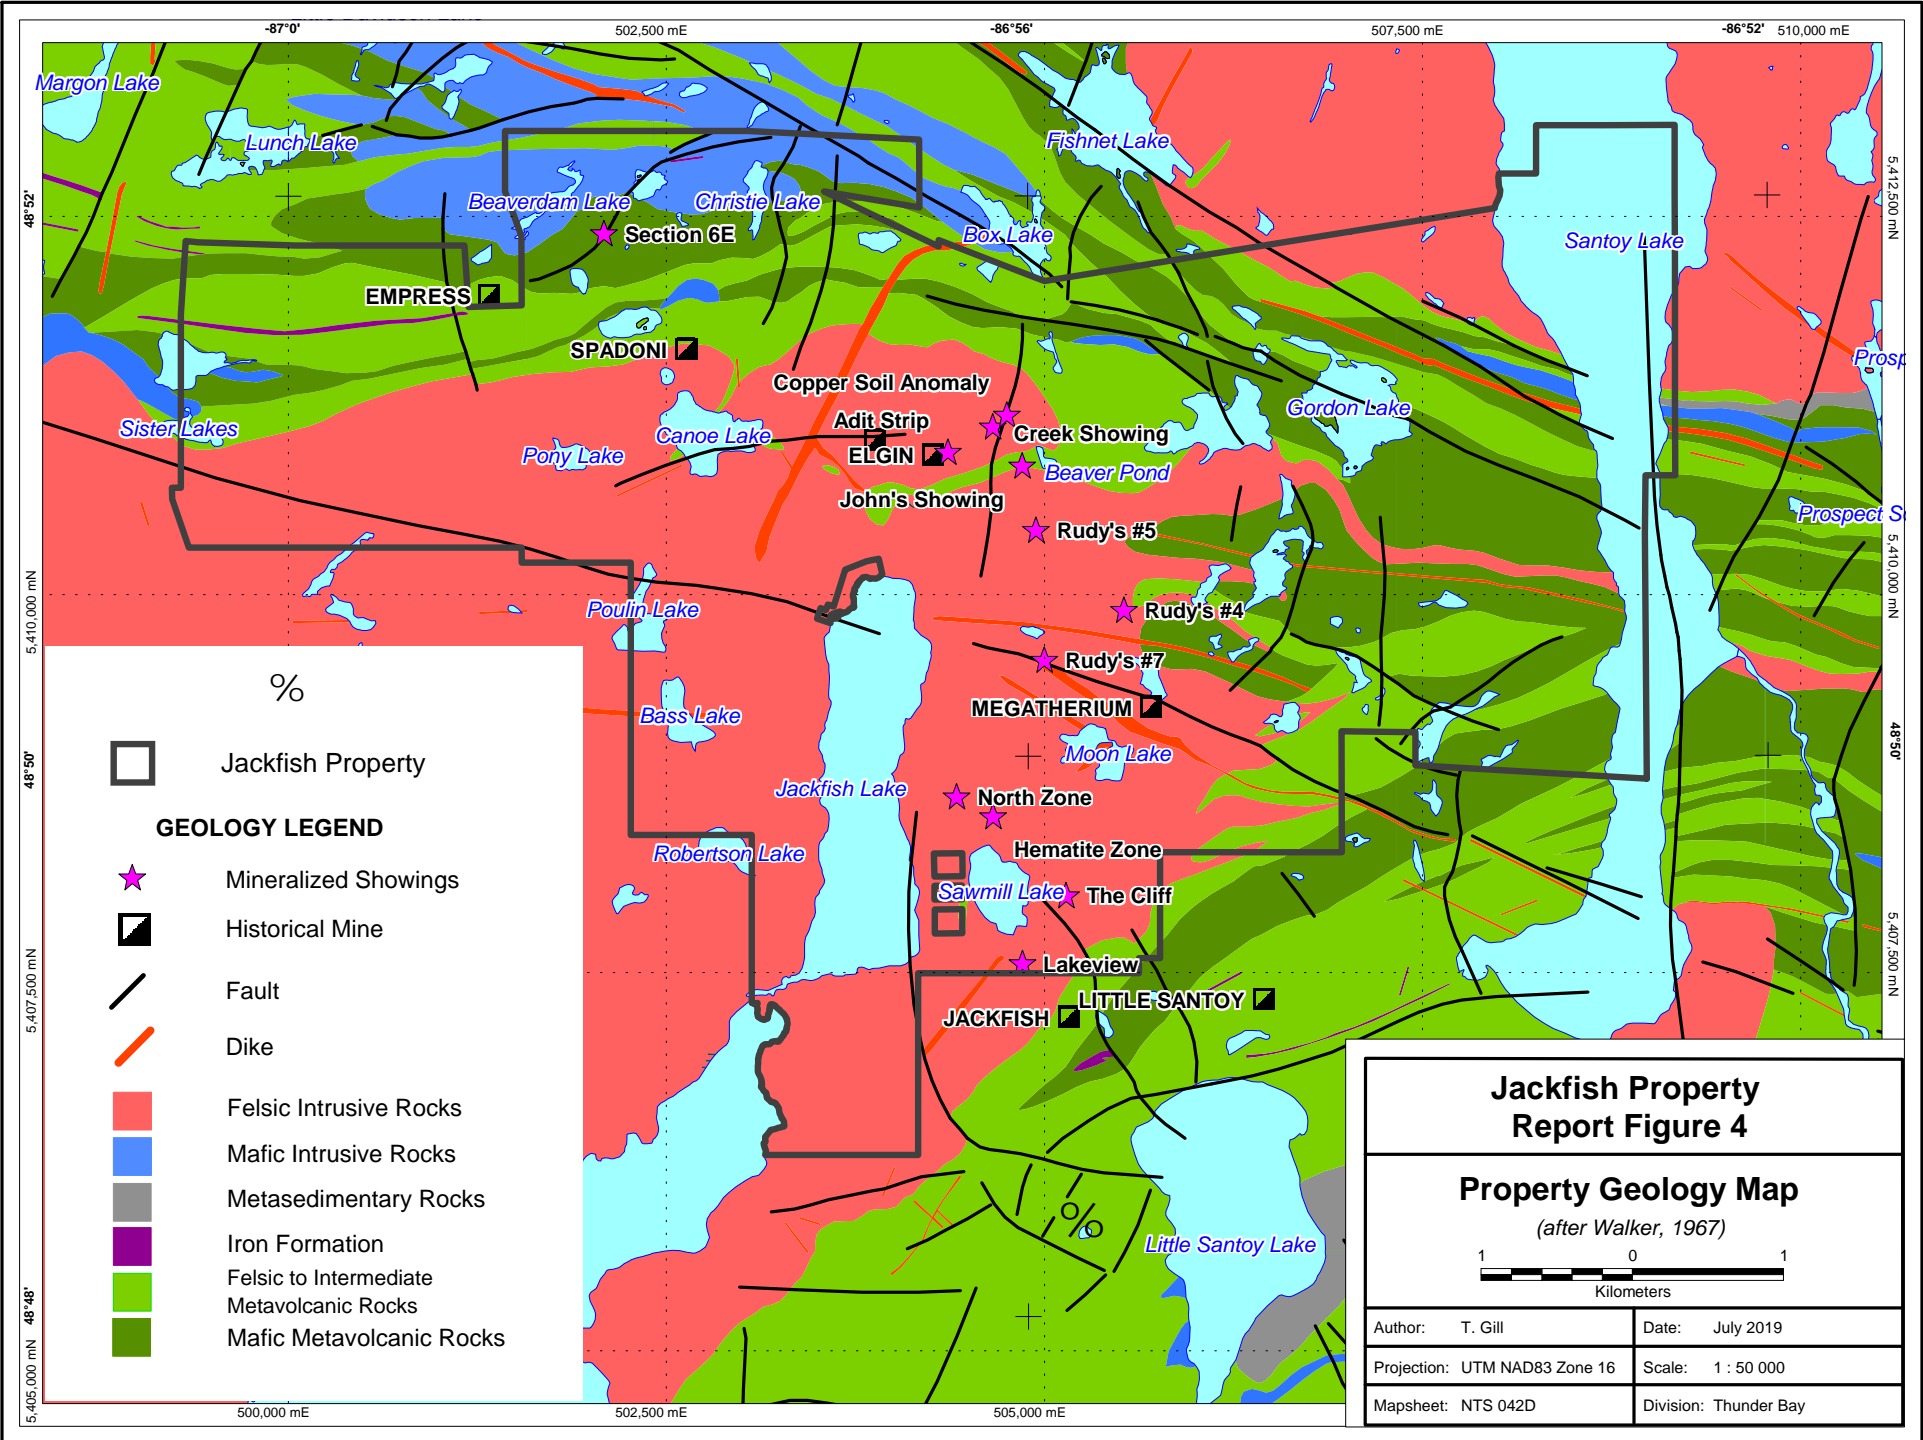 -87°0'
502,500 mE
-86°56'
507,500 mE
-86°52'
510,000 mE
Margon Lake
Lunch Lake
Fishnet Lake
48°52'
5,412,500 mN
Beaverdam Lake
Christie Lake
Section 6E
Box Lake
Santoy Lake
EMPRESS
SPADONI
Prosp
Copper Soil Anomaly
Gordon Lake
Adit Strip
Sister Lakes
Canoe Lake
Creek Showing
Pony Lake
ELGIN
Beaver Pond
John's Showing
Prospect S
Rudy's #5
5,410,000 mN
5,410,000 mN
Poulin Lake
Rudy's #4
Rudy's #7
%
Bass Lake
MEGATHERIUM
48°50'
48°50'
Moon Lake
Jackfish Property
Jackfish Lake
North Zone
GEOLOGY LEGEND
Robertson Lake
Hematite Zone
Mineralized Showings
Sawmill Lake
The Cliff
Historical Mine
5,407,500 mN
5,407,500 mN
Lakeview
Fault
LITTLE SANTOY
JACKFISH
Dike
Felsic Intrusive Rocks
Mafic Intrusive Rocks
Metasedimentary Rocks
Iron Formation
Felsic to Intermediate
Metavolcanic Rocks
Mafic Metavolcanic Rocks
%
Little Santoy Lake
48°48'
5,405,000 mN
500,000 mE
502,500 mE
505,000 mE
Jackfish Property
Report Figure 4
Property Geology Map
(after Walker, 1967)
1 0 1
Kilometers
Author: T. Gill
Date: July 2019
Projection: UTM NAD83 Zone 16
Scale: 1 : 50 000
Mapsheet: NTS 042D
Division: Thunder Bay